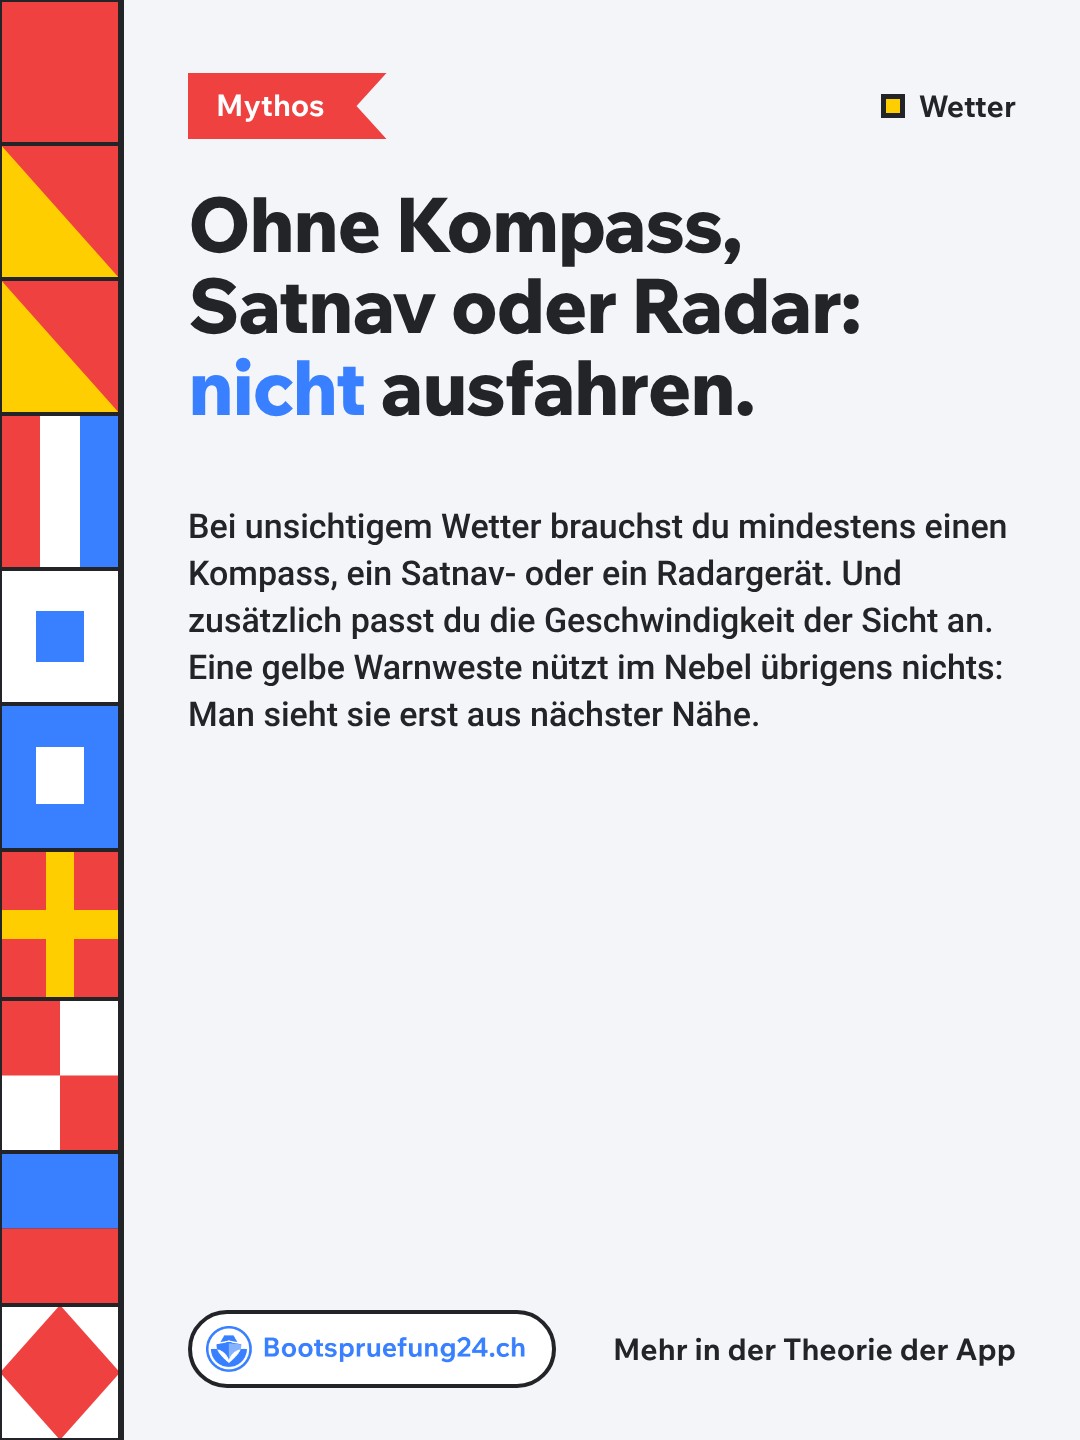 Mythos
Wetter
Ohne Kompass,
Satnav oder Radar:
nicht ausfahren.
Bei unsichtigem Wetter brauchst du mindestens einen
Kompass, ein Satnav- oder ein Radargerät. Und
zusätzlich passt du die Geschwindigkeit der Sicht an.
Eine gelbe Warnweste nützt im Nebel übrigens nichts:
Man sieht sie erst aus nächster Nähe.
Bootspruefung24.ch
Mehr in der Theorie der App